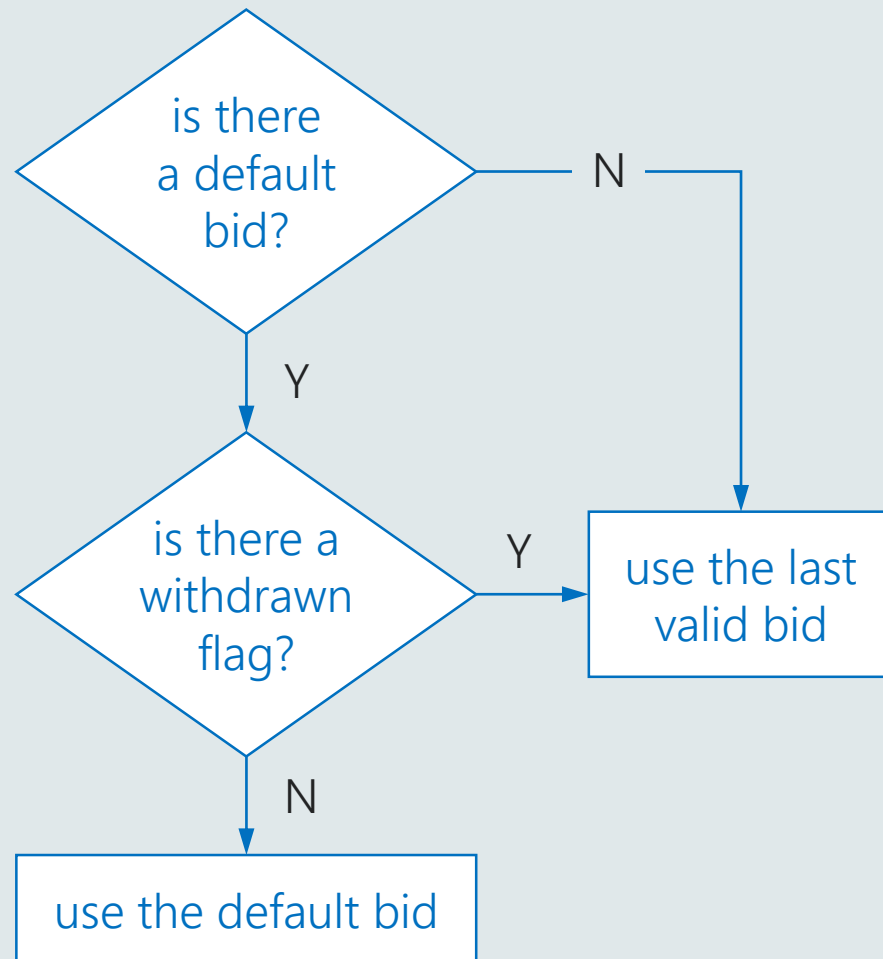 is there
a default
bid?
N
Y
is there a
withdrawn
flag?
Y
use the last
valid bid
N
use the default bid